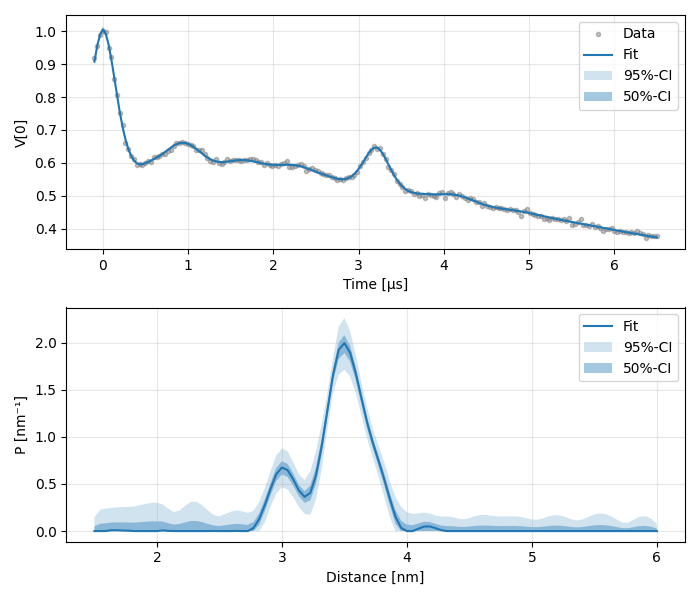 1.0
0.9
0.8
0.7
0.6
0.5
0.4
V[0]
Data
Fit
95%-CI
50%-CI
0
1
2
3
4
5
6
Time [μs]
2.0
1.5
1.0
0.5
0.0
P [nm⁻¹]
Fit
95%-CI
50%-CI
2
3
4
5
6
Distance [nm]